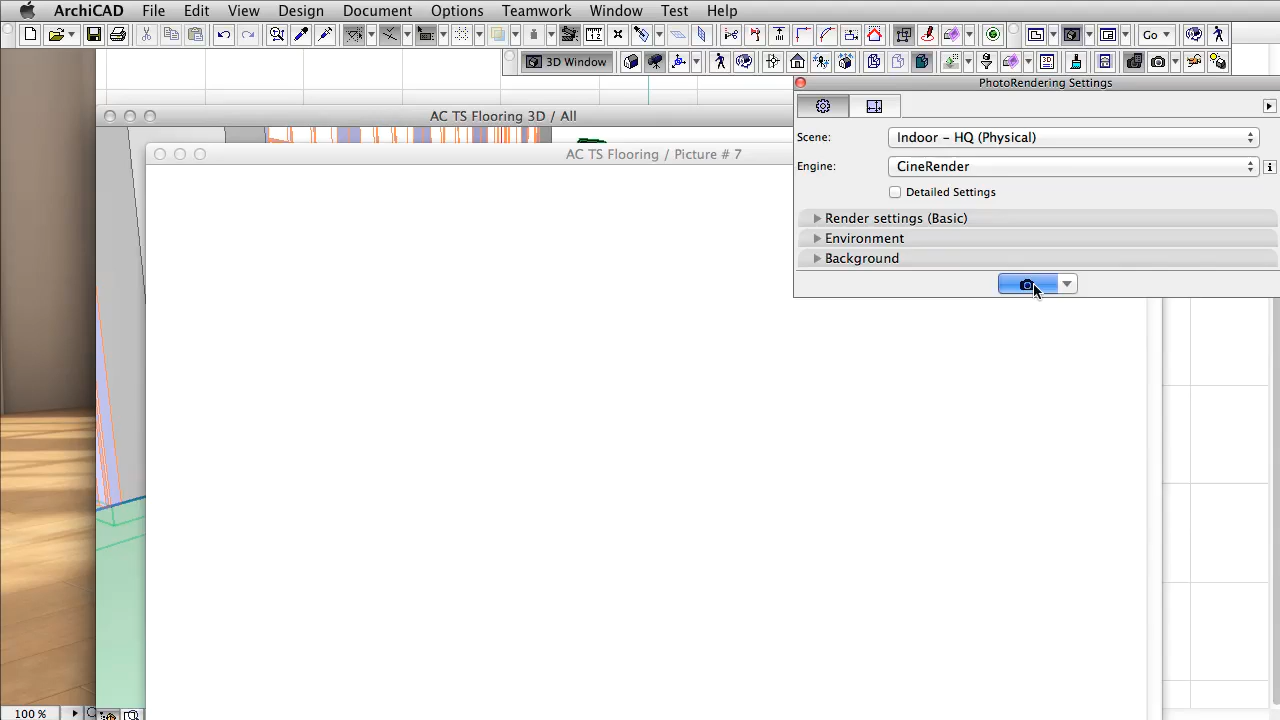 ArchiCAD File Edit View Design Document Options Teamwork Window Test Help
Go
3D Window
PhotoRendering Settings
AC TS Flooring 3D / All
AC TS Flooring / Picture # 7
Scene: Indoor – HQ (Physical)
Engine: CineRender
Detailed Settings
Render settings (Basic)
Environment
Background
100 %